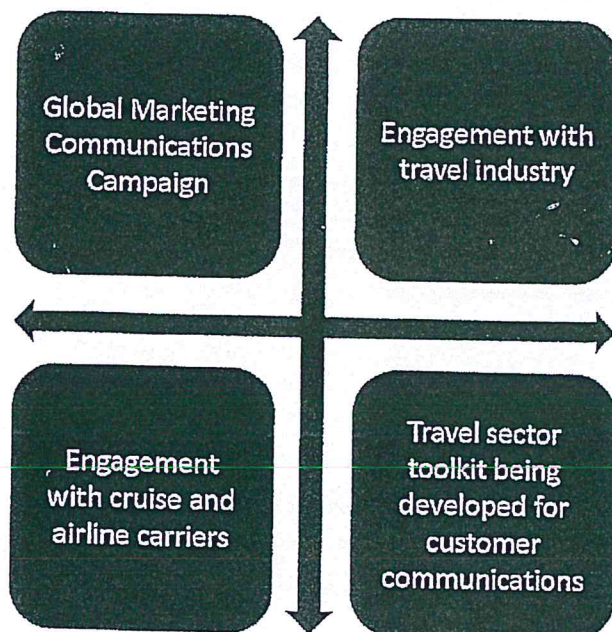 Global Marketing
Communications
Campaign
Engagement with
travel industry
Engagement
with cruise and
airline carriers
Travel sector
toolkit being
developed for
customer
communications